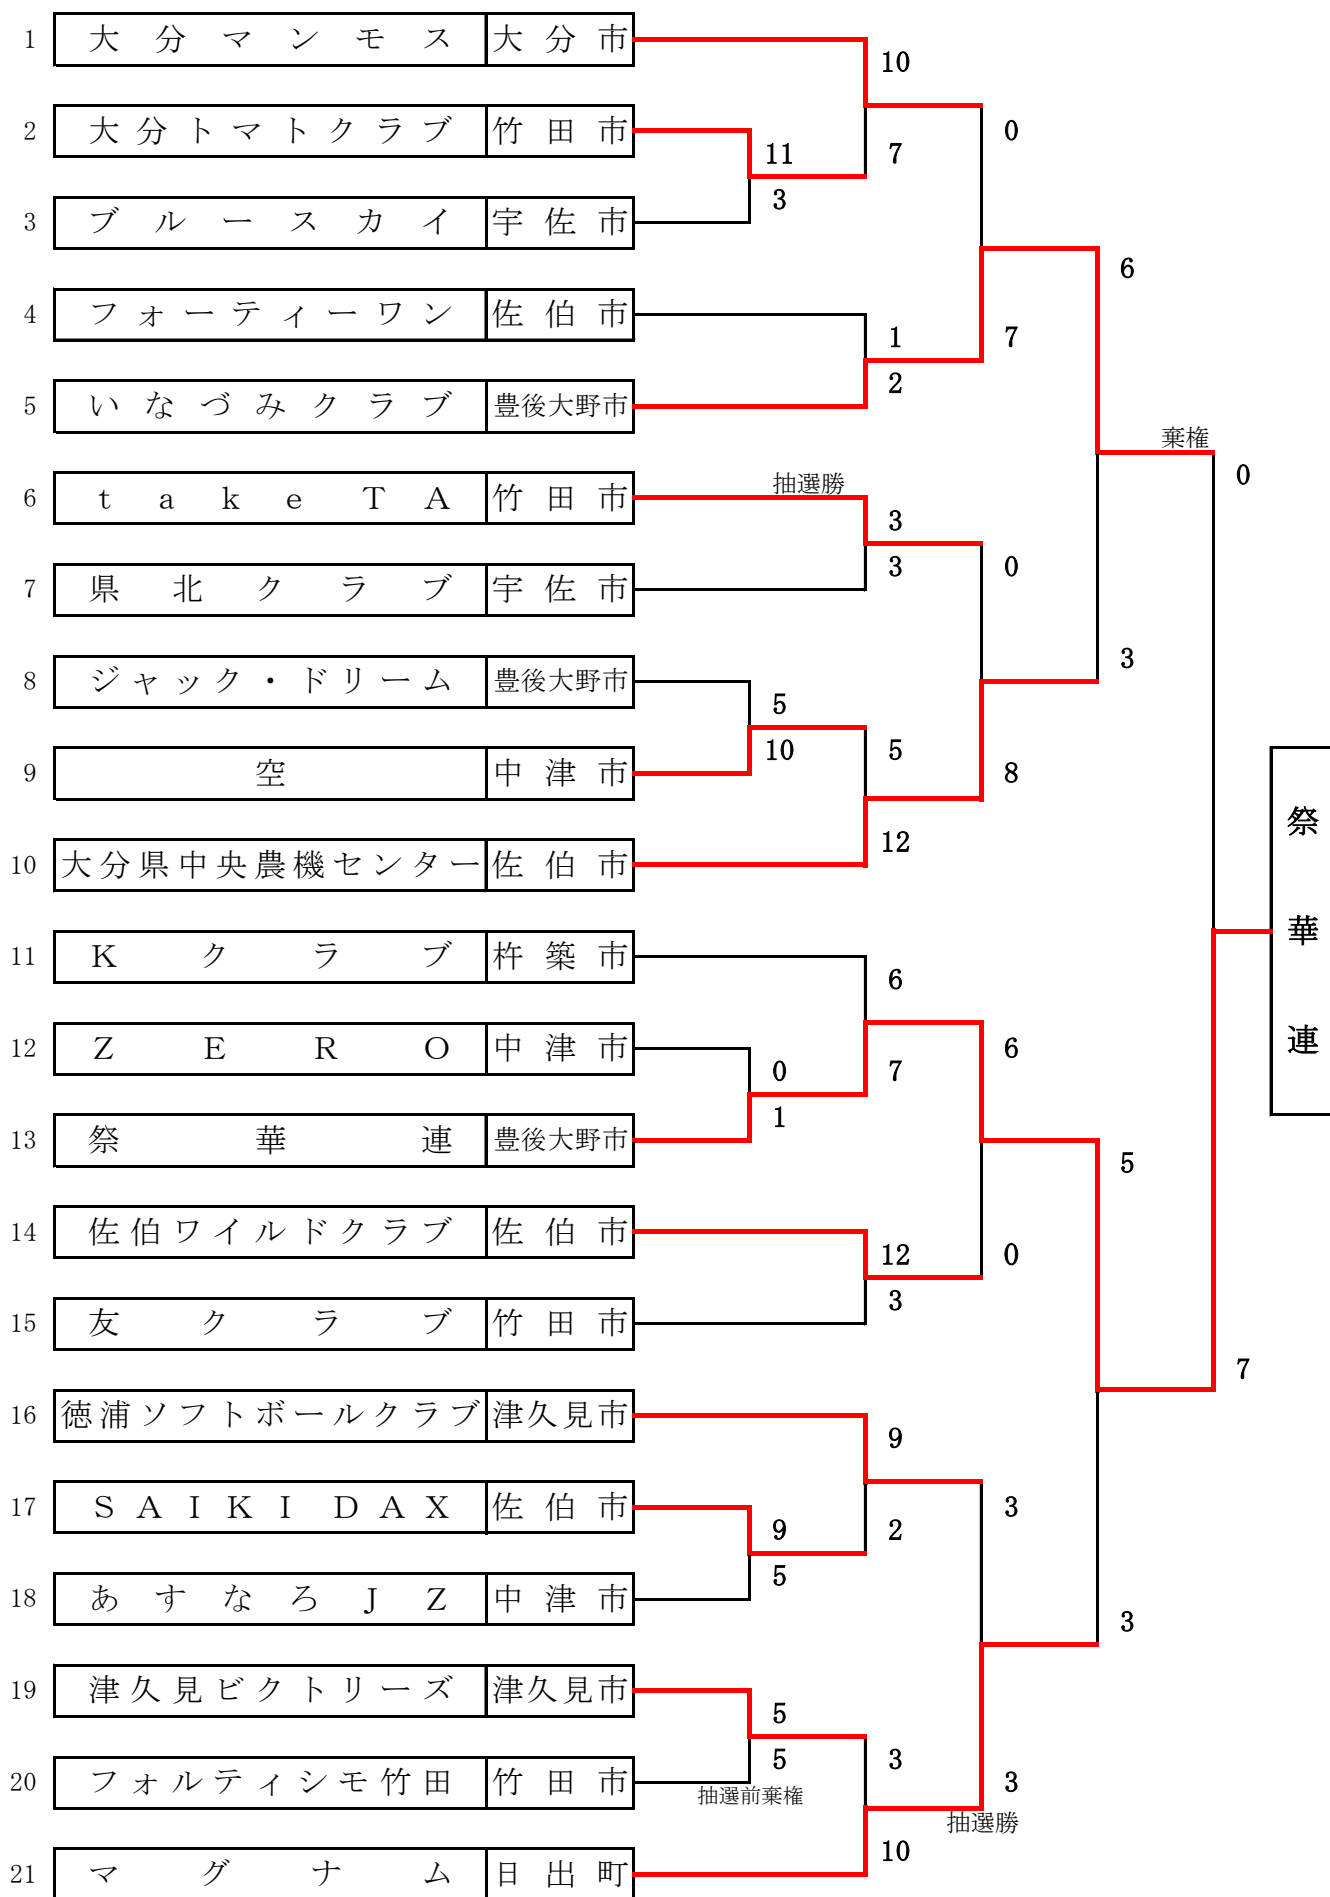 1 大分マンモス 大分市
10
2 大分トマトクラブ 竹田市
0
11
7
3 ブルースカイ 宇佐市
3
6
4 フォーティーワン 佐伯市
1
7
5 いなづみクラブ 豊後大野市
2
棄権
0
6 takeTA 竹田市
抽選勝
3
7 県北クラブ 宇佐市
3
0
3
8 ジャック・ドリーム 豊後大野市
5
9 空 中津市
10
5
8
10 大分県中央農機センター 佐伯市
12
祭華連
11 Kクラブ 杵築市
6
12 ZERO 中津市
6
0
7
13 祭華連 豊後大野市
1
5
14 佐伯ワイルドクラブ 佐伯市
12
0
15 友クラブ 竹田市
3
7
16 徳浦ソフトボールクラブ 津久見市
9
17 SAIKI DAX 佐伯市
3
9
2
18 あすなろJZ 中津市
5
3
19 津久見ビクトリーズ 津久見市
5
20 フォルティシモ竹田 竹田市
5
3
3
抽選前棄権
抽選勝
21 マグナム 日出町
10